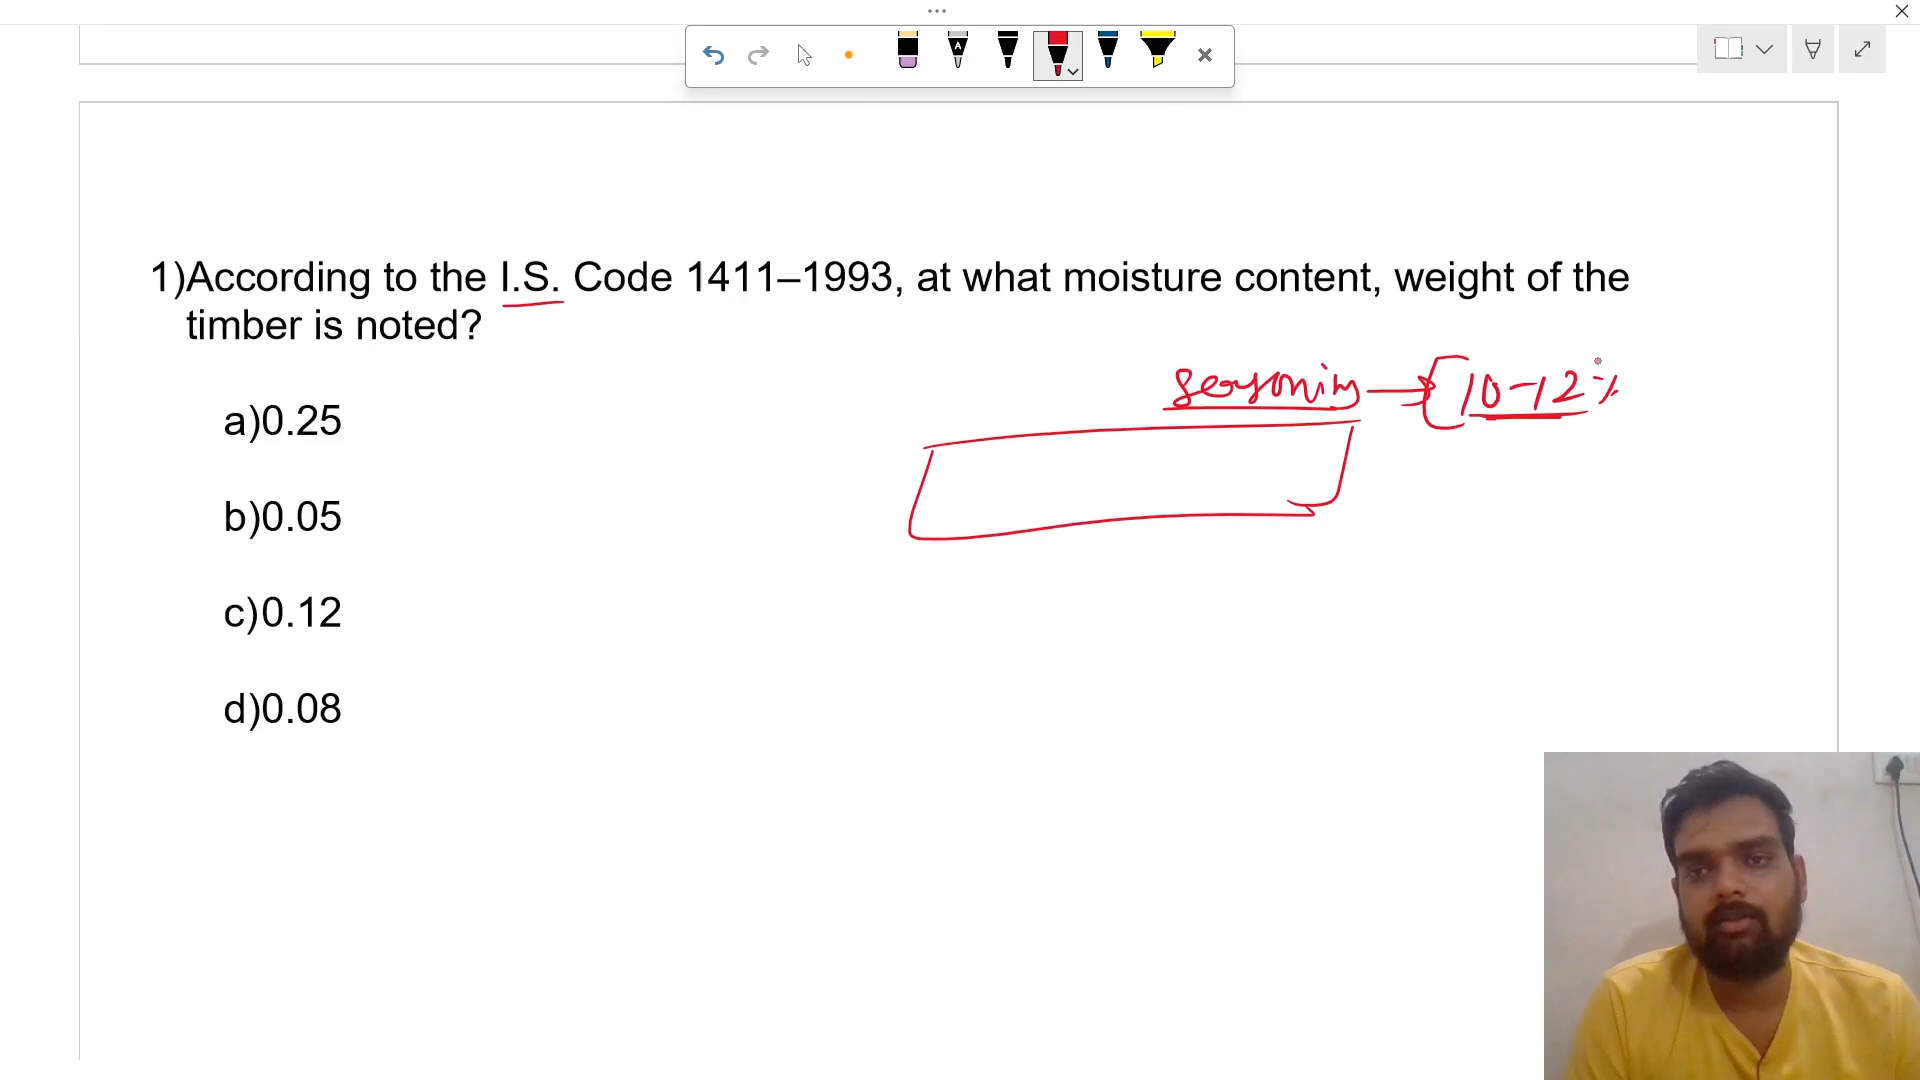 1)According to the I.S. Code 1411–1993, at what moisture content, weight of the
timber is noted?
seasoning → [10-12%
a)0.25
b)0.05
c)0.12
d)0.08